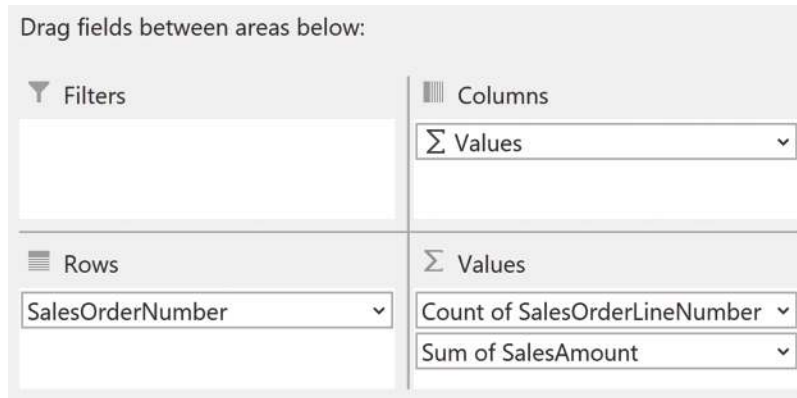 Drag fields between areas below:
Filters
Columns
Σ Values
Rows
Σ Values
SalesOrderNumber
Count of SalesOrderLineNumber
Sum of SalesAmount